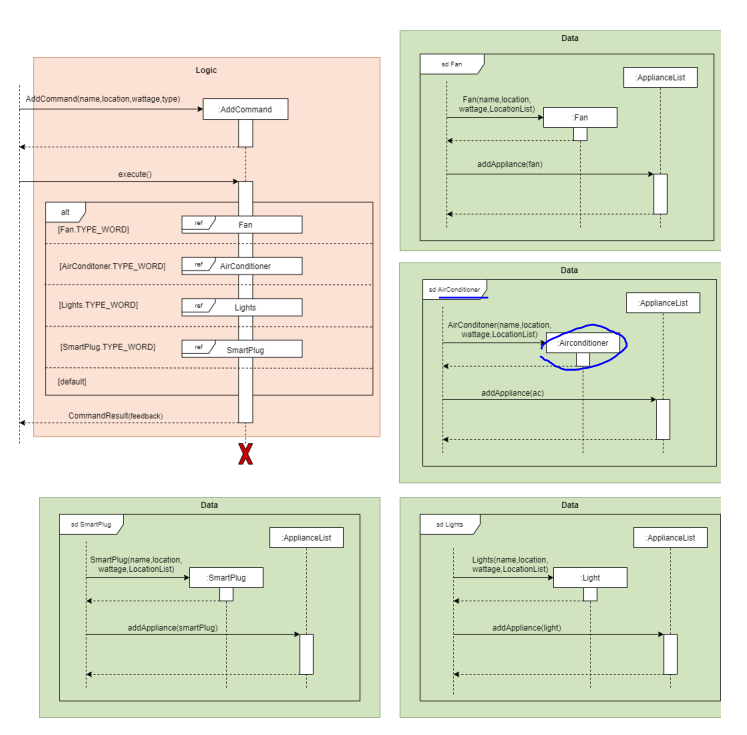 Logic
AddCommand(name,location,wattage,type)
:AddCommand
execute()
alt
[Fan.TYPE_WORD]
ref
Fan
[AirConditoner.TYPE_WORD]
ref
AirConditioner
[Lights.TYPE_WORD]
ref
Lights
[SmartPlug.TYPE_WORD]
ref
SmartPlug
[default]
CommandResult(feedback)
X
Data
sd Fan
:ApplianceList
Fan(name,location,
wattage,LocationList)
:Fan
addAppliance(fan)
Data
sd AirConditioner
:ApplianceList
AirConditoner(name,location,
wattage,LocationList)
:Airconditioner
addAppliance(ac)
Data
sd SmartPlug
:ApplianceList
SmartPlug(name,location,
wattage,LocationList)
:SmartPlug
addAppliance(smartPlug)
Data
sd Lights
:ApplianceList
Lights(name,location,
wattage,LocationList)
:Light
addAppliance(light)